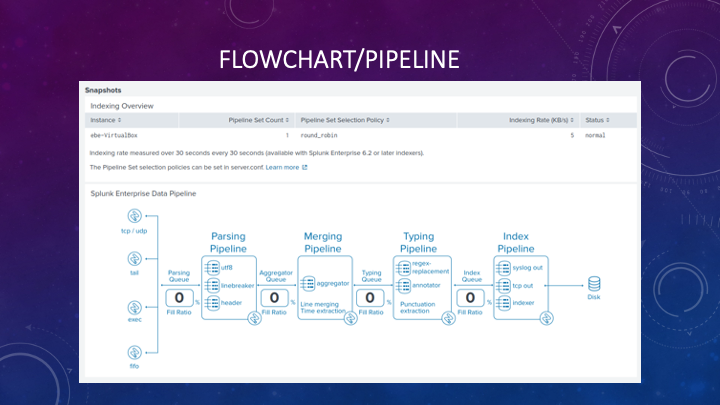 FLOWCHART/PIPELINE
Snapshots
Indexing Overview
Instance Pipeline Set Count Pipeline Set Selection Policy Indexing Rate (KB/s) Status
ebe-VirtualBox 1 round_robin 5 normal
Indexing rate measured over 30 seconds every 30 seconds (available with Splunk Enterprise 6.2 or later indexers).
The Pipeline Set selection policies can be set in server.conf. Learn more
Splunk Enterprise Data Pipeline
tcp / udp
tail
exec
fifo
Parsing
Queue
0 %
Fill Ratio
Parsing
Pipeline
utf8
linebreaker
header
Aggregator
Queue
0 %
Fill Ratio
Merging
Pipeline
aggregator
Line merging
Time extraction
Typing
Queue
0 %
Fill Ratio
Typing
Pipeline
regex-
replacement
annotator
Punctuation
extraction
Index
Queue
0 %
Fill Ratio
Index
Pipeline
syslog out
tcp out
indexer
Disk